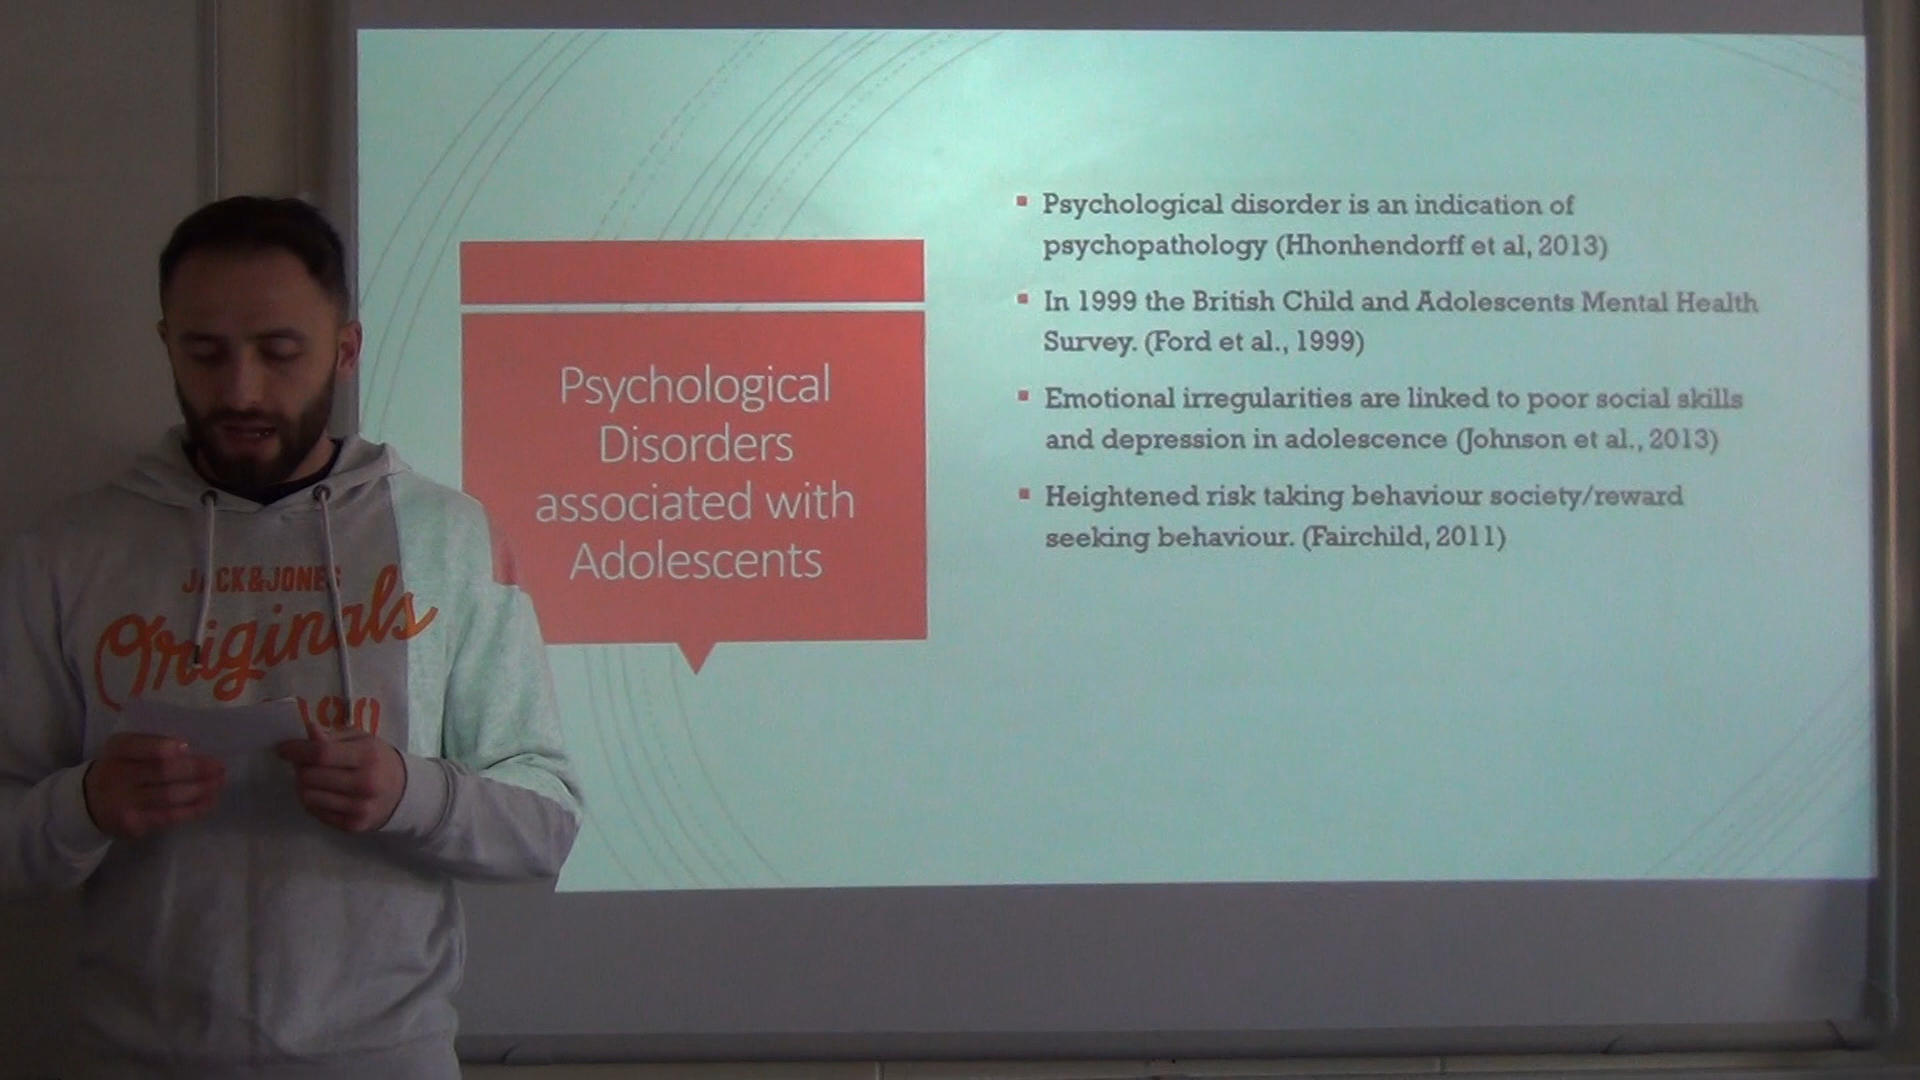 Psychological
Disorders
associated with
Adolescents
Psychological disorder is an indication of
psychopathology (Hhonhendorff et al, 2013)
In 1999 the British Child and Adolescents Mental Health
Survey. (Ford et al., 1999)
Emotional irregularities are linked to poor social skills
and depression in adolescence (Johnson et al., 2013)
Heightened risk taking behaviour society/reward
seeking behaviour. (Fairchild, 2011)
JACK&JONES
Originals